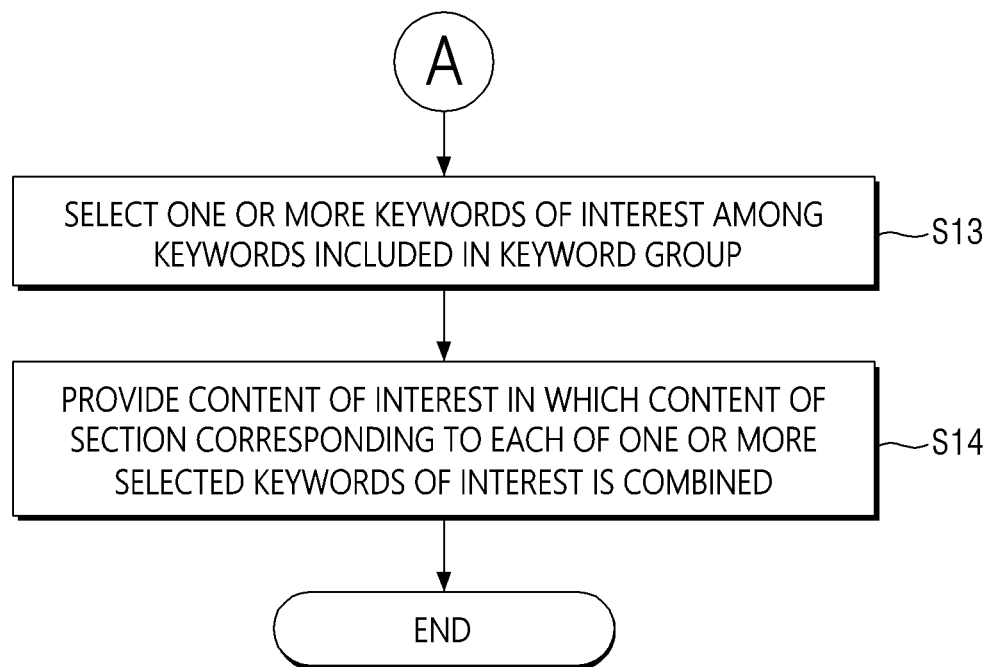 A
SELECT ONE OR MORE KEYWORDS OF INTEREST AMONG
KEYWORDS INCLUDED IN KEYWORD GROUP
S13
PROVIDE CONTENT OF INTEREST IN WHICH CONTENT OF
SECTION CORRESPONDING TO EACH OF ONE OR MORE
SELECTED KEYWORDS OF INTEREST IS COMBINED
S14
END